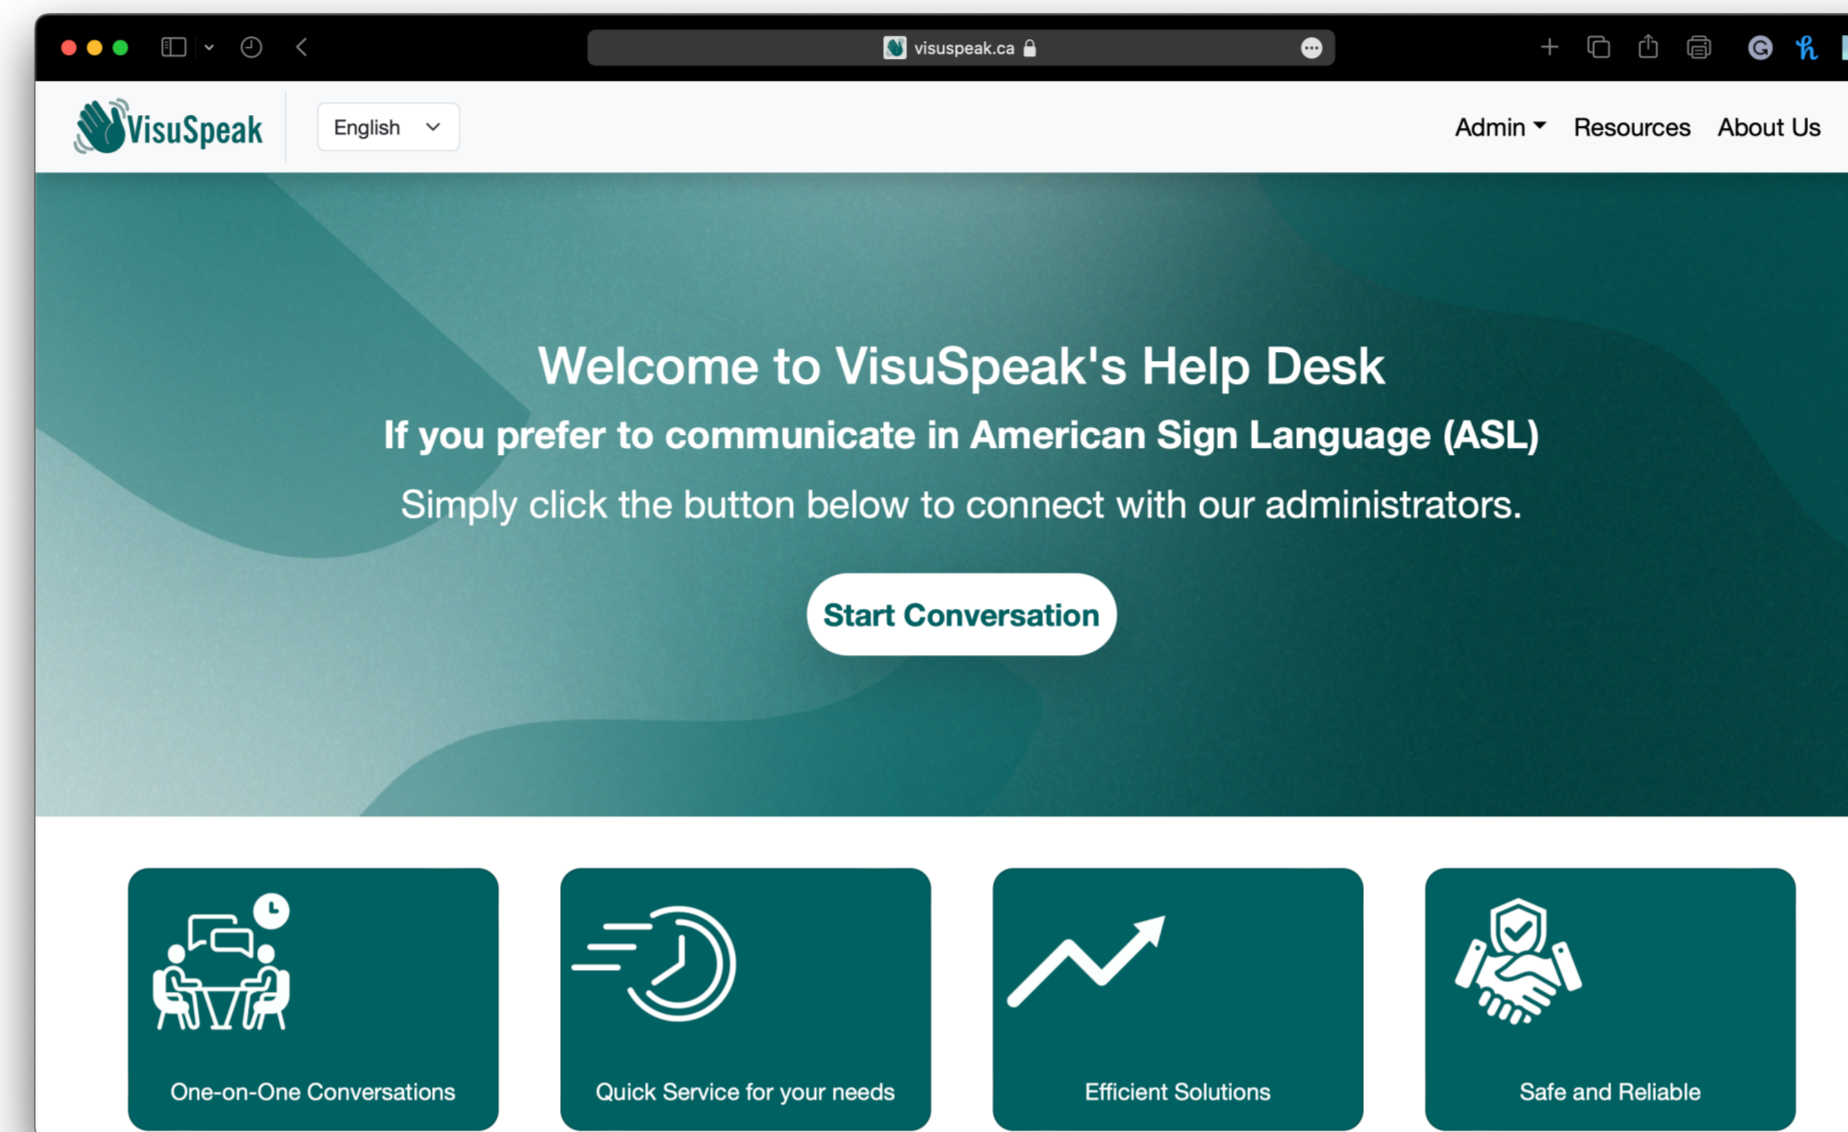 visuspeak.ca
VisuSpeak
English
Admin
Resources
About Us
Welcome to VisuSpeak's Help Desk
If you prefer to communicate in American Sign Language (ASL)
Simply click the button below to connect with our administrators.
Start Conversation
One-on-One Conversations
Quick Service for your needs
Efficient Solutions
Safe and Reliable